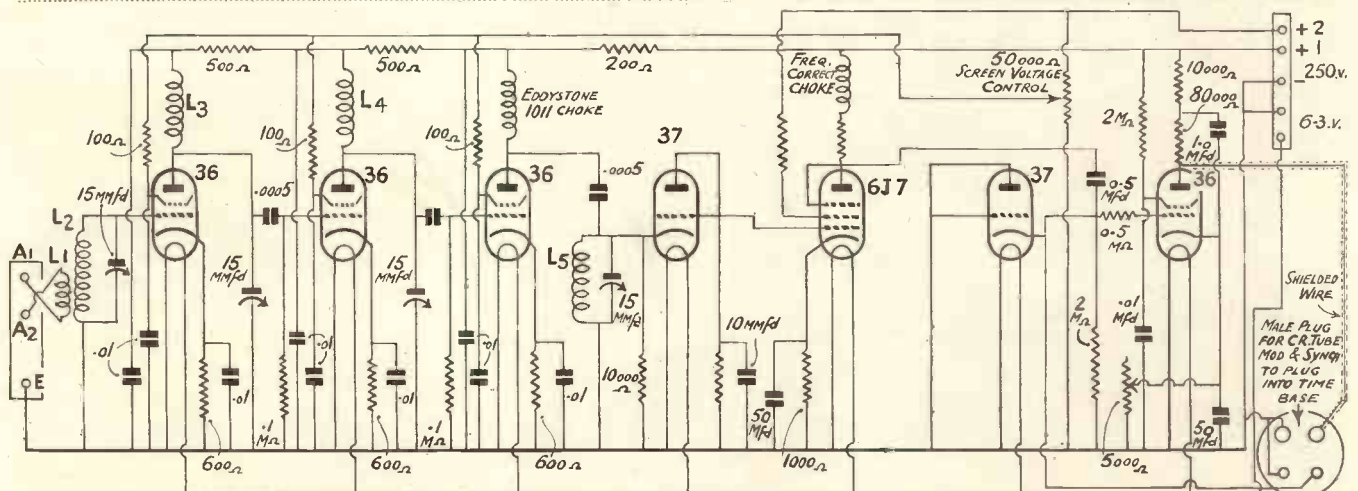 500Ω
500Ω
200Ω
FREQ.
CORRECT
CHOKE
50000Ω
SCREEN VOLTAGE
CONTROL
+2
+1
-250.V.
6-3.V.
10000Ω
80000Ω
1.0
MFD
L3
L4
EDDYSTONE
1011 CHOKE
100Ω
100Ω
100Ω
2MΩ
36
36
36
37
6J7
37
36
15MMFD
L2
L1
.0005
.0005
0.5
MFD
0.5
MΩ
A1
A2
E
15
MMFD
15
MMFD
L5
15
MMFD
10MMFD
2
MΩ
.01
MFD
SHIELDED
WIRE
MALE PLUG
FOR C.R.TUBE
MOD & SYNC.
TO PLUG
INTO TIME
BASE
.01
.01
.01
.01
.01
.01
10000Ω
50
MFD
50
MFD
600Ω
.1
MΩ
600Ω
.1
MΩ
600Ω
1000Ω
5000Ω